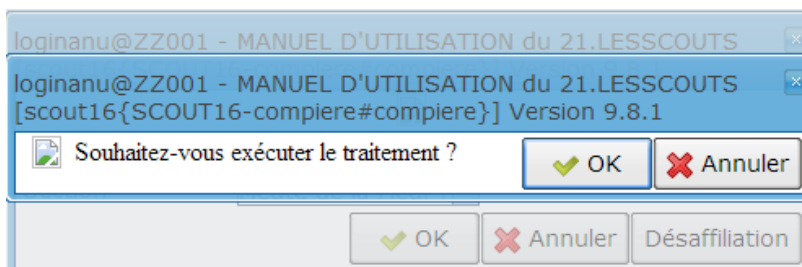 loginanu@ZZ001 - MANUEL D'UTILISATION du 21.LESSCOUTS
loginanu@ZZ001 - MANUEL D'UTILISATION du 21.LESSCOUTS
[scout16{SCOUT16-compiere#compiere}] Version 9.8.1
Souhaitez-vous exécuter le traitement ?
OK
Annuler
OK
Annuler
Désaffiliation